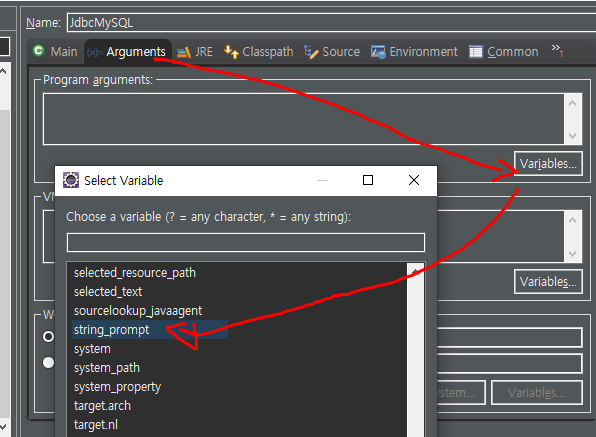 Name: JdbcMySQL
Main (x)= Arguments JRE Classpath Source Environment Common »1
Program arguments:
Variables...
Select Variable
Choose a variable (? = any character, * = any string):
VM
selected_resource_path
selected_text
Variables...
sourcelookup_javaagent
W
string_prompt
system
system_path
system_property
stem... Variables...
target.arch
target.nl